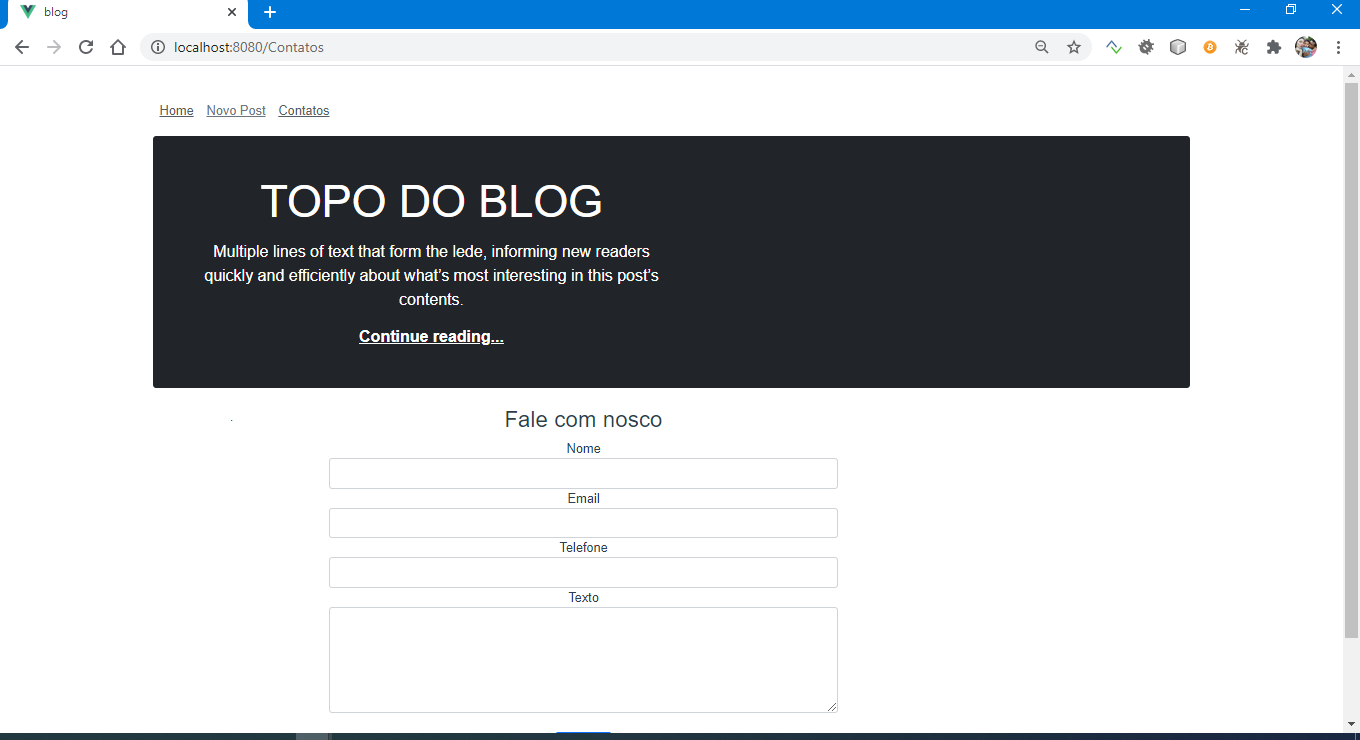 blog
localhost:8080/Contatos
Home Novo Post Contatos
TOPO DO BLOG
Multiple lines of text that form the lede, informing new readers
quickly and efficiently about what's most interesting in this post's
contents.
Continue reading...
.
Fale com nosco
Nome
Email
Telefone
Texto